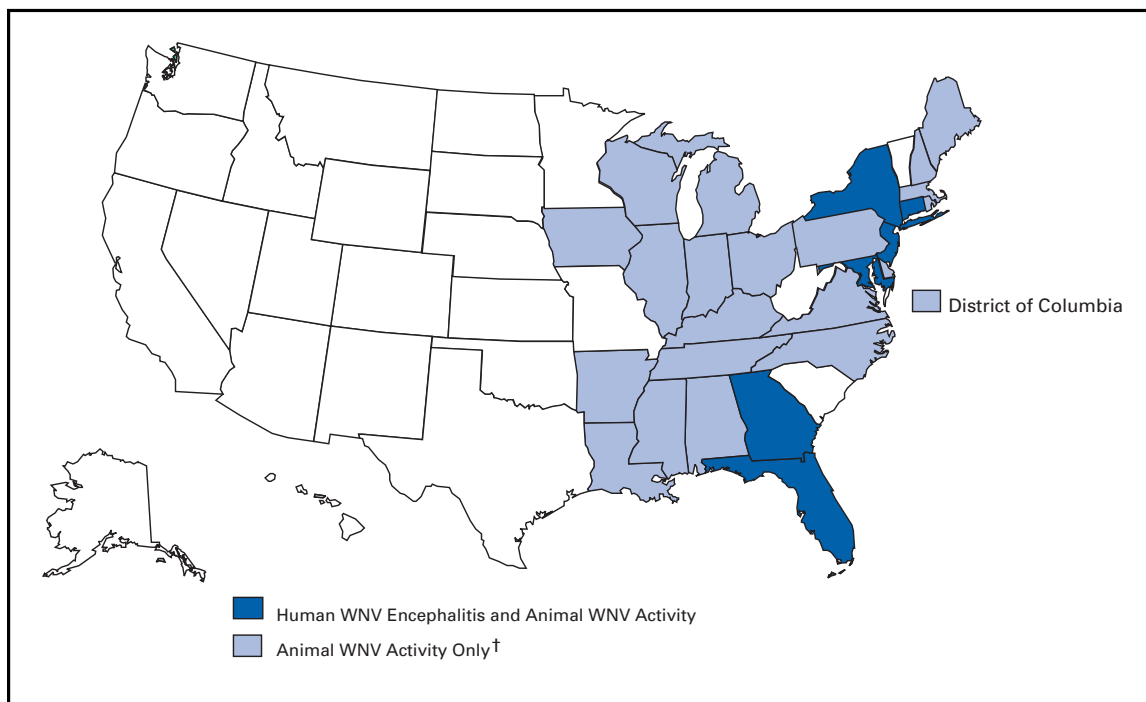 District of Columbia
Human WNV Encephalitis and Animal WNV Activity
Animal WNV Activity Only†